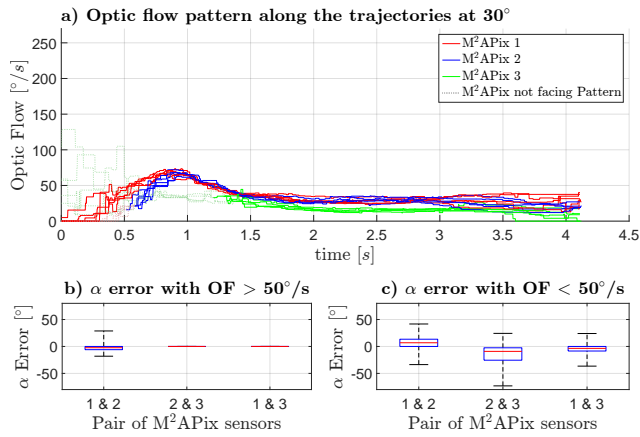 a) Optic flow pattern along the trajectories at 30°
Optic Flow [°/s]
250
200
150
100
50
0
M²APix 1
M²APix 2
M²APix 3
M²APix not facing Pattern
0 0.5 1 1.5 2 2.5 3 3.5 4 4.5
time [s]
b) α error with OF > 50°/s
α Error [°]
50
0
-50
1 & 2 2 & 3 1 & 3
Pair of M²APix sensors
c) α error with OF < 50°/s
α Error [°]
50
0
-50
1 & 2 2 & 3 1 & 3
Pair of M²APix sensors